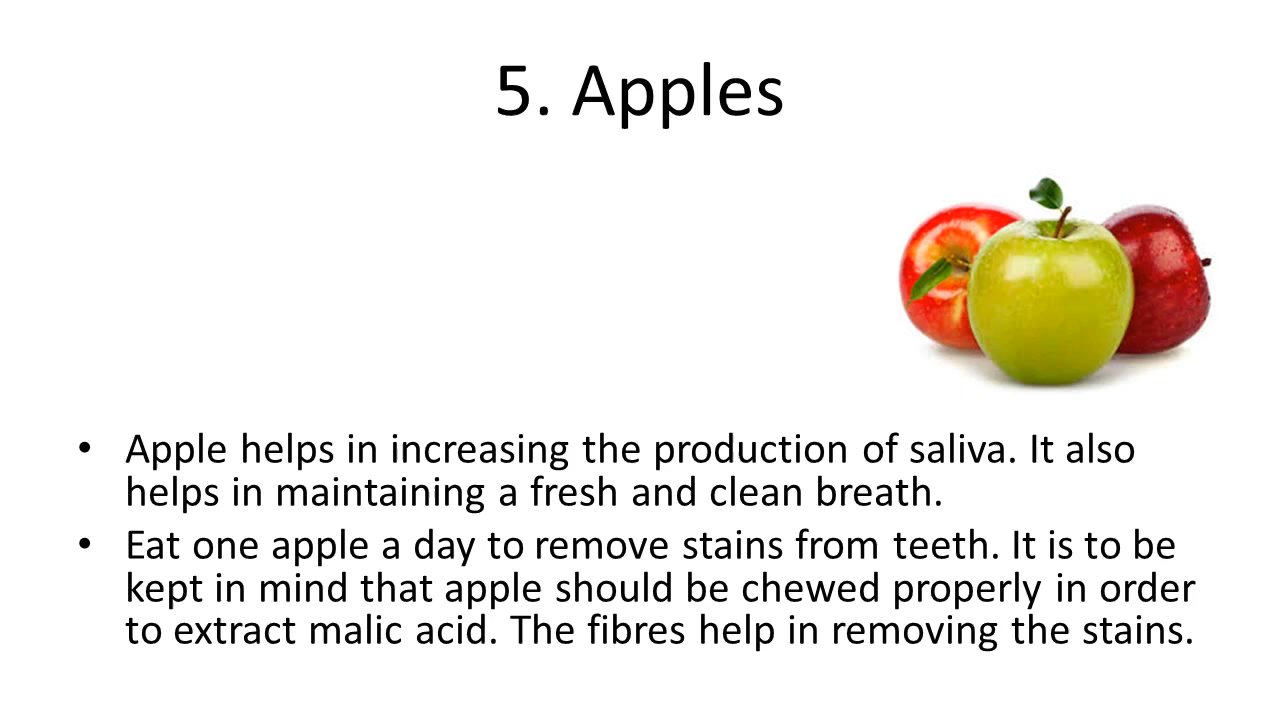 5. Apples
• Apple helps in increasing the production of saliva. It also
helps in maintaining a fresh and clean breath.
• Eat one apple a day to remove stains from teeth. It is to be
kept in mind that apple should be chewed properly in order
to extract malic acid. The fibres help in removing the stains.